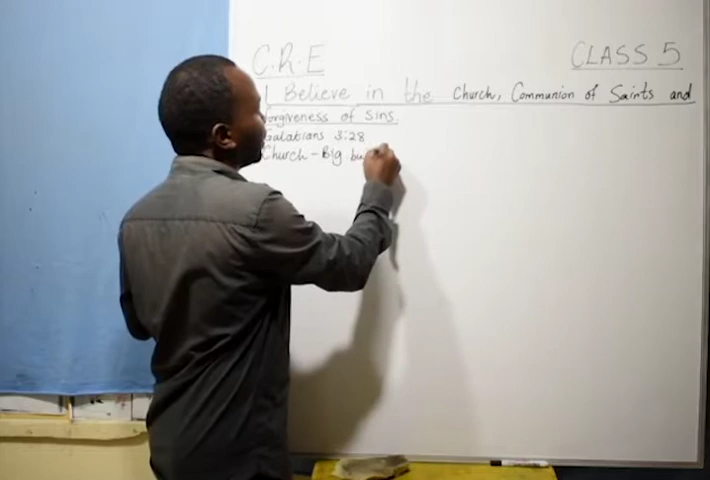 C.R.E CLASS 5
I Believe in the Church, Communion of Saints and
Forgiveness of Sins.
Galatians 3:28
Church - Big bu